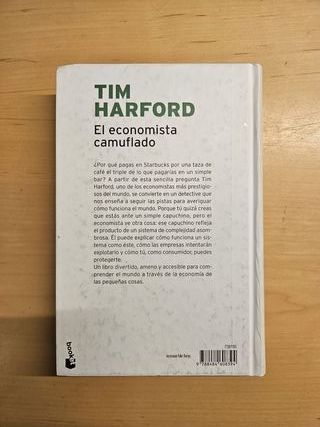 TIM
HARFORD
El economista
camuflado
¿Por qué pagas en Starbucks por una taza de
café el triple de lo que pagarías en un simple
bar? A partir de esta sencilla pregunta Tim
Harford, uno de los economistas más prestigio-
sos del mundo, se convierte en un detective que
nos enseña a seguir las pistas para averiguar
cómo funciona el mundo. Porque tú quizá creas
que estás ante un simple capuchino, pero el
economista ve otra cosa: ese capuchino refleja
el producto de un sistema de complejidad asom-
brosa. Él puede explicar cómo funciona un sis-
tema como éste, cómo las empresas intentarán
explotarlo y cómo tú, como consumidor, puedes
protegerte.
Un libro divertido, ameno y accesible para com-
prender el mundo a través de la economía de
las pequeñas cosas.
booket
9 788484 608394